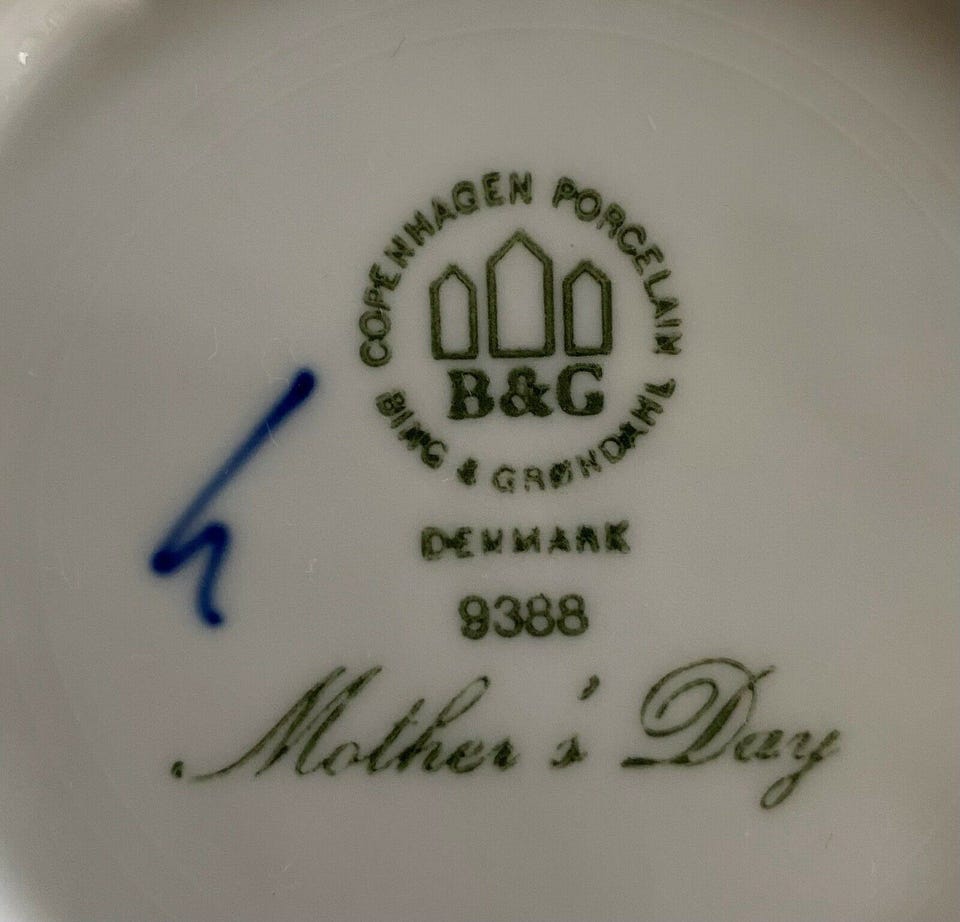 COPENHAGEN PORCELAIN
B&G
BING & GRØNDAHL
DENMARK
9388
Mother's Day